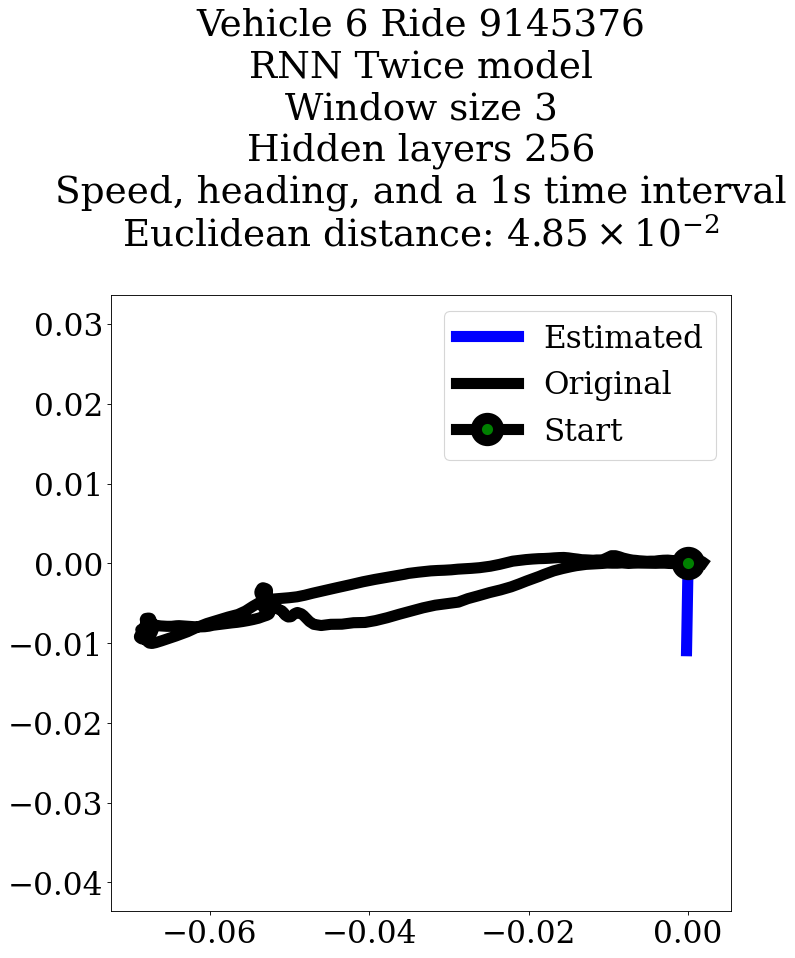 Vehicle 6 Ride 9145376
RNN Twice model
Window size 3
Hidden layers 256
Speed, heading, and a 1s time interval
Euclidean distance: 4.85 × 10⁻²
Estimated
Original
Start
0.03
0.02
0.01
0.00
−0.01
−0.02
−0.03
−0.04
−0.06 −0.04 −0.02 0.00